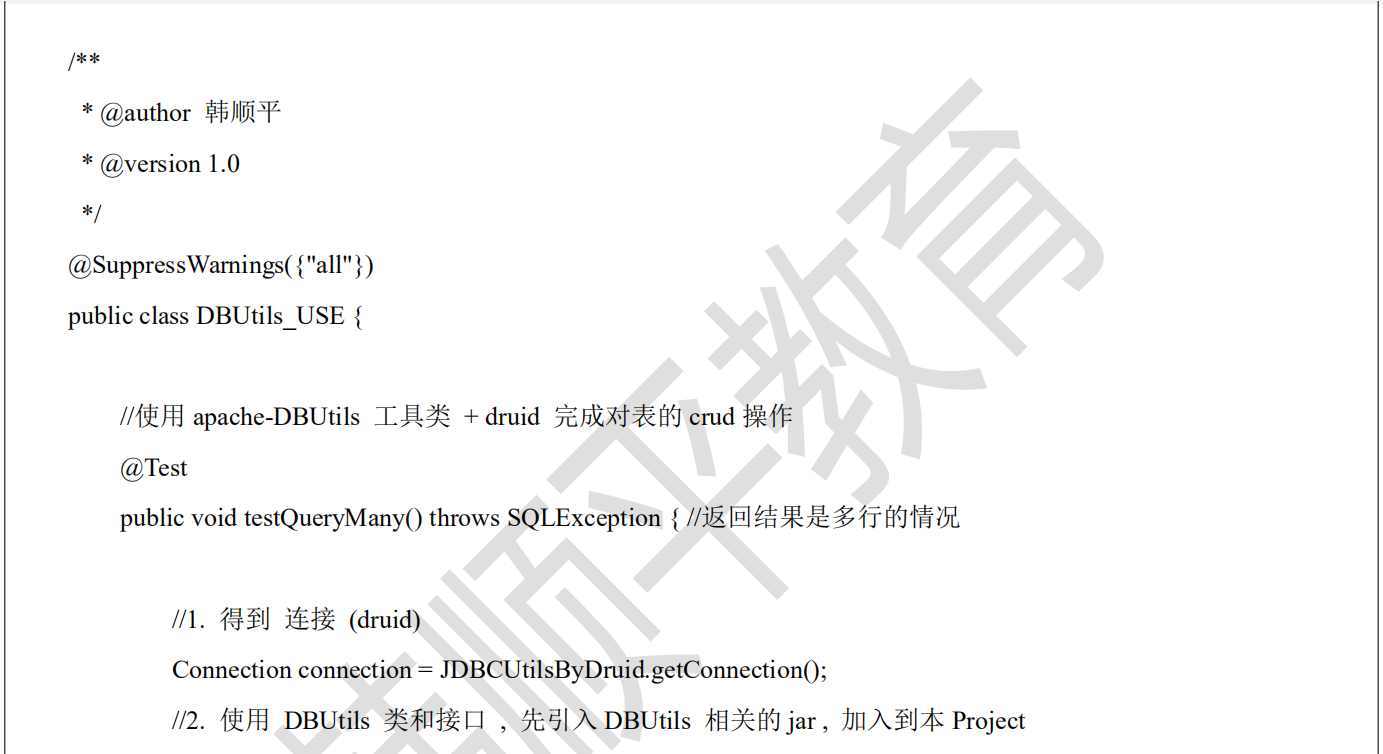 /**
* @author 韩顺平
* @version 1.0
*/
@SuppressWarnings({"all"})
public class DBUtils_USE {
//使用 apache-DBUtils 工具类 + druid 完成对表的 crud 操作
@Test
public void testQueryMany() throws SQLException { //返回结果是多行的情况
//1. 得到 连接 (druid)
Connection connection = JDBCUtilsByDruid.getConnection();
//2. 使用 DBUtils 类和接口 , 先引入 DBUtils 相关的 jar , 加入到本 Project
韩顺平教育